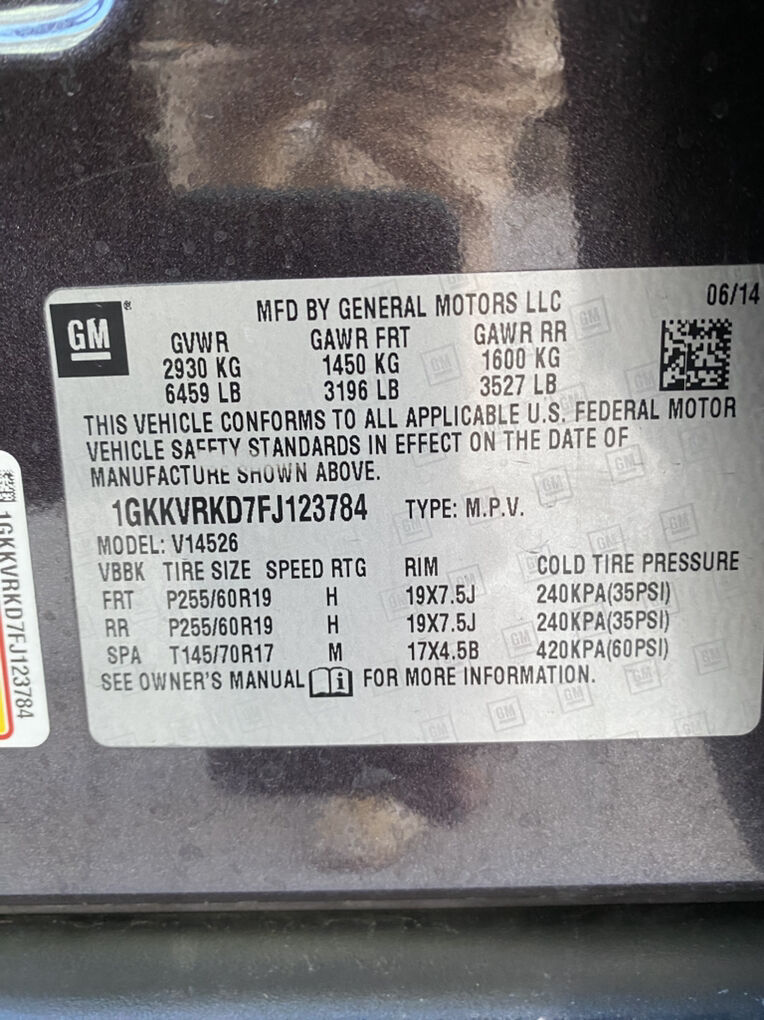 GM
MFD BY GENERAL MOTORS LLC 06/14
GVWR GAWR FRT GAWR RR
2930 KG 1450 KG 1600 KG
6459 LB 3196 LB 3527 LB
THIS VEHICLE CONFORMS TO ALL APPLICABLE U.S. FEDERAL MOTOR
VEHICLE SAFETY STANDARDS IN EFFECT ON THE DATE OF
MANUFACTURE SHOWN ABOVE.
1GKKVRKD7FJ123784 TYPE: M.P.V.
MODEL: V14526
VBBK TIRE SIZE SPEED RTG RIM COLD TIRE PRESSURE
FRT P255/60R19 H 19X7.5J 240KPA(35PSI)
RR P255/60R19 H 19X7.5J 240KPA(35PSI)
SPA T145/70R17 M 17X4.5B 420KPA(60PSI)
SEE OWNER'S MANUAL i FOR MORE INFORMATION.
1GKKVRKD7FJ123784